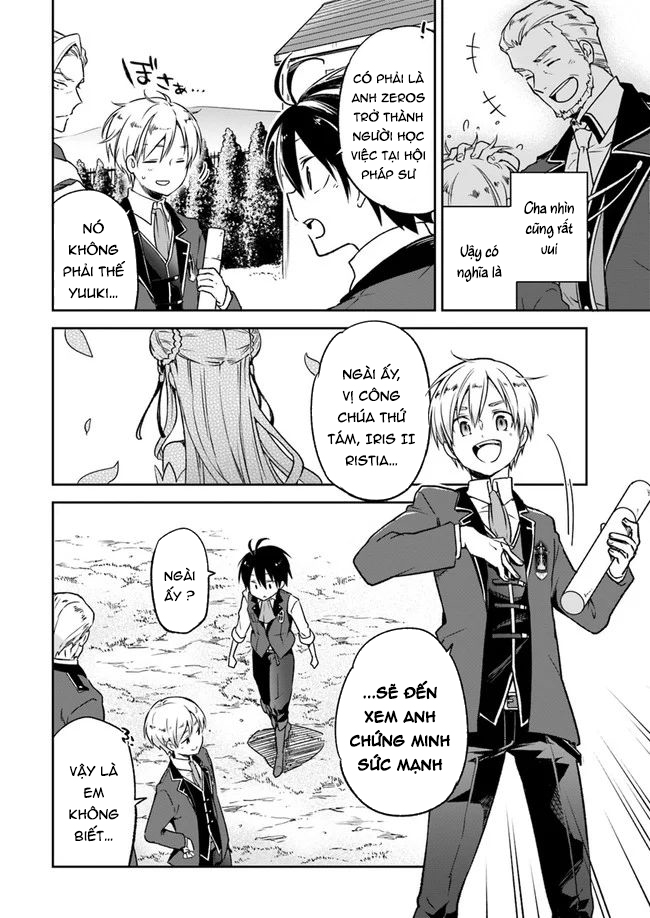 Cha nhìn
cũng rất
vui
Vậy có
nghĩa là
!
CÓ PHẢI LÀ
ANH ZEROS
TRỞ THÀNH
NGƯỜI HỌC
VIỆC TẠI HỘI
PHÁP SƯ
ぼさぁ…
NÓ
KHÔNG
PHẢI THẾ
YUUKI...
NGÀI ẤY,
VỊ CÔNG
CHÚA THỨ
TÁM, IRIS II
RISTIA...
...SẼ ĐẾN
XEM ANH
CHỨNG MINH
SỨC MẠNH
NGÀI
ẤY ?
VẬY LÀ
EM
KHÔNG
BIẾT...